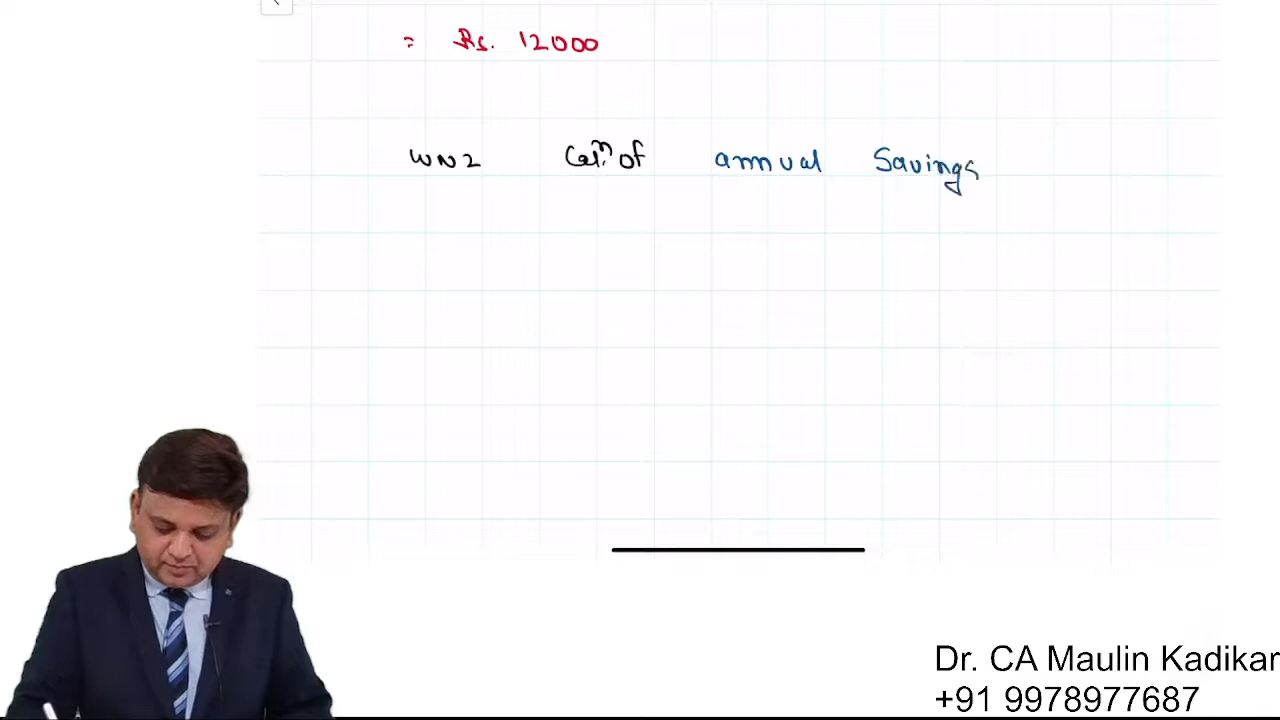 = Rs. 12000
WN2 Calⁿ. of annual Savings
Dr. CA Maulin Kadikar
+91 9978977687